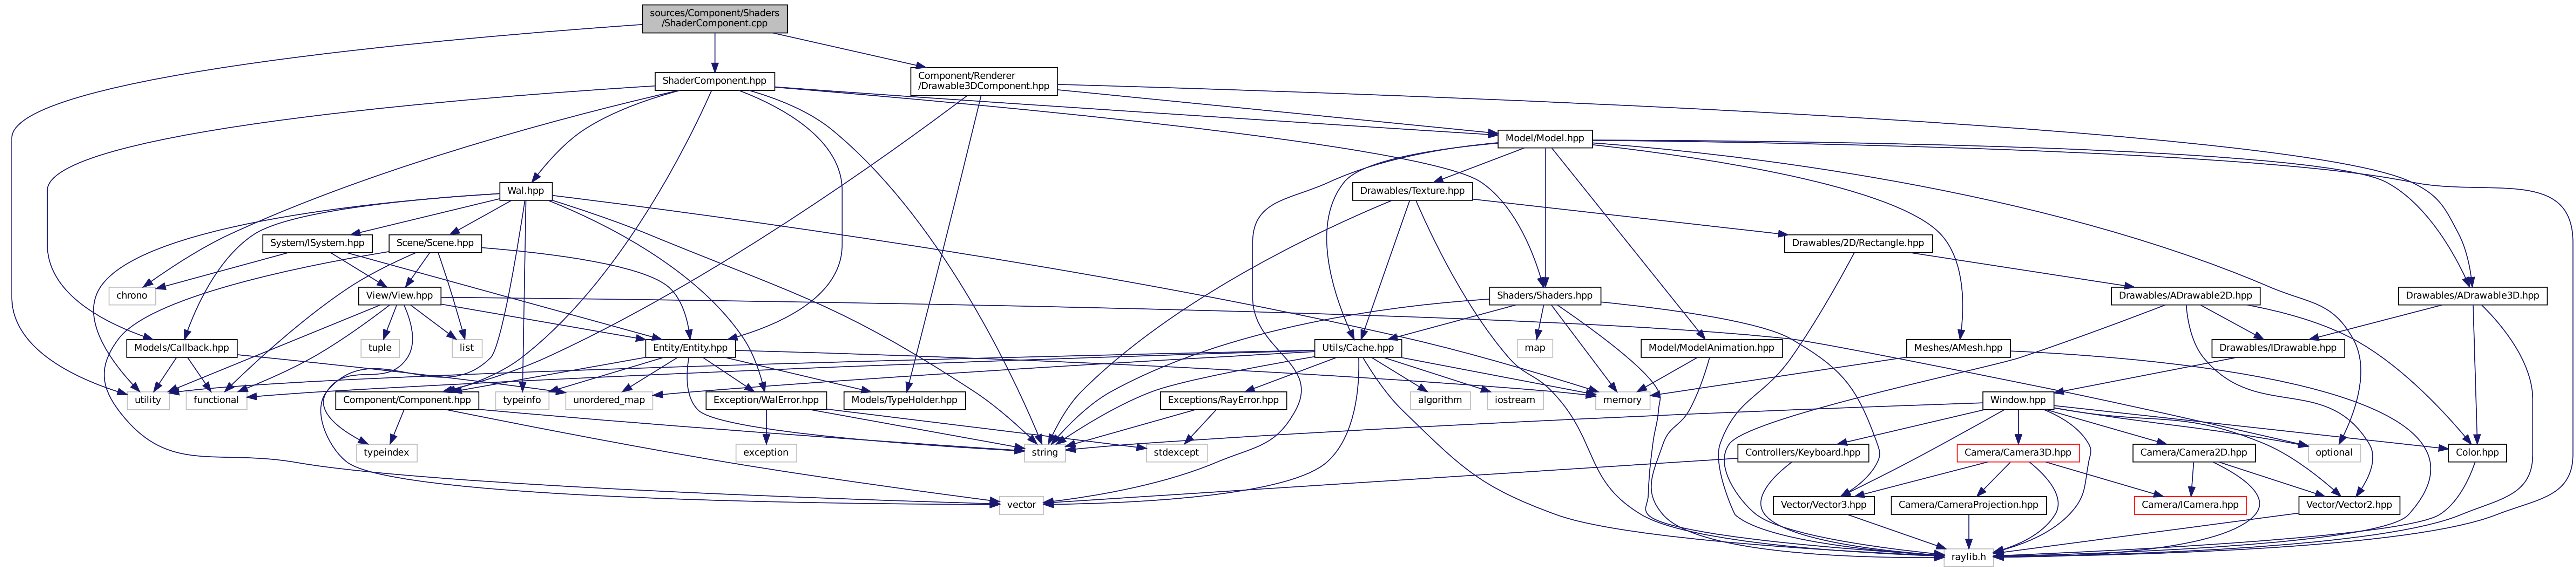 sources/Component/Shaders
/ShaderComponent.cpp
ShaderComponent.hpp
Component/Renderer
/Drawable3DComponent.hpp
Model/Model.hpp
Wal.hpp
Drawables/Texture.hpp
System/ISystem.hpp
Scene/Scene.hpp
Drawables/2D/Rectangle.hpp
chrono
View/View.hpp
Shaders/Shaders.hpp
Drawables/ADrawable2D.hpp
Drawables/ADrawable3D.hpp
Models/Callback.hpp
tuple
list
Entity/Entity.hpp
Utils/Cache.hpp
map
Model/ModelAnimation.hpp
Meshes/AMesh.hpp
Drawables/IDrawable.hpp
utility
functional
Component/Component.hpp
typeinfo
unordered_map
Exception/WalError.hpp
Models/TypeHolder.hpp
Exceptions/RayError.hpp
algorithm
iostream
memory
Window.hpp
typeindex
exception
string
stdexcept
Controllers/Keyboard.hpp
Camera/Camera3D.hpp
Camera/Camera2D.hpp
optional
Color.hpp
vector
Vector/Vector3.hpp
Camera/CameraProjection.hpp
Camera/ICamera.hpp
Vector/Vector2.hpp
raylib.h